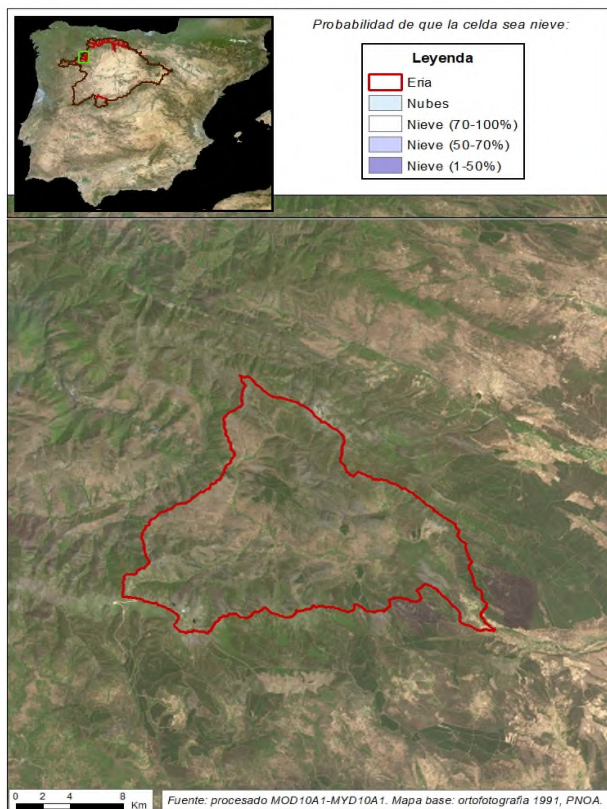 Probabilidad de que la celda sea nieve:
Leyenda
Eria
Nubes
Nieve (70-100%)
Nieve (50-70%)
Nieve (1-50%)
0 2 4 8
Km
Fuente: procesado MOD10A1-MYD10A1. Mapa base: ortofotografia 1991, PNOA